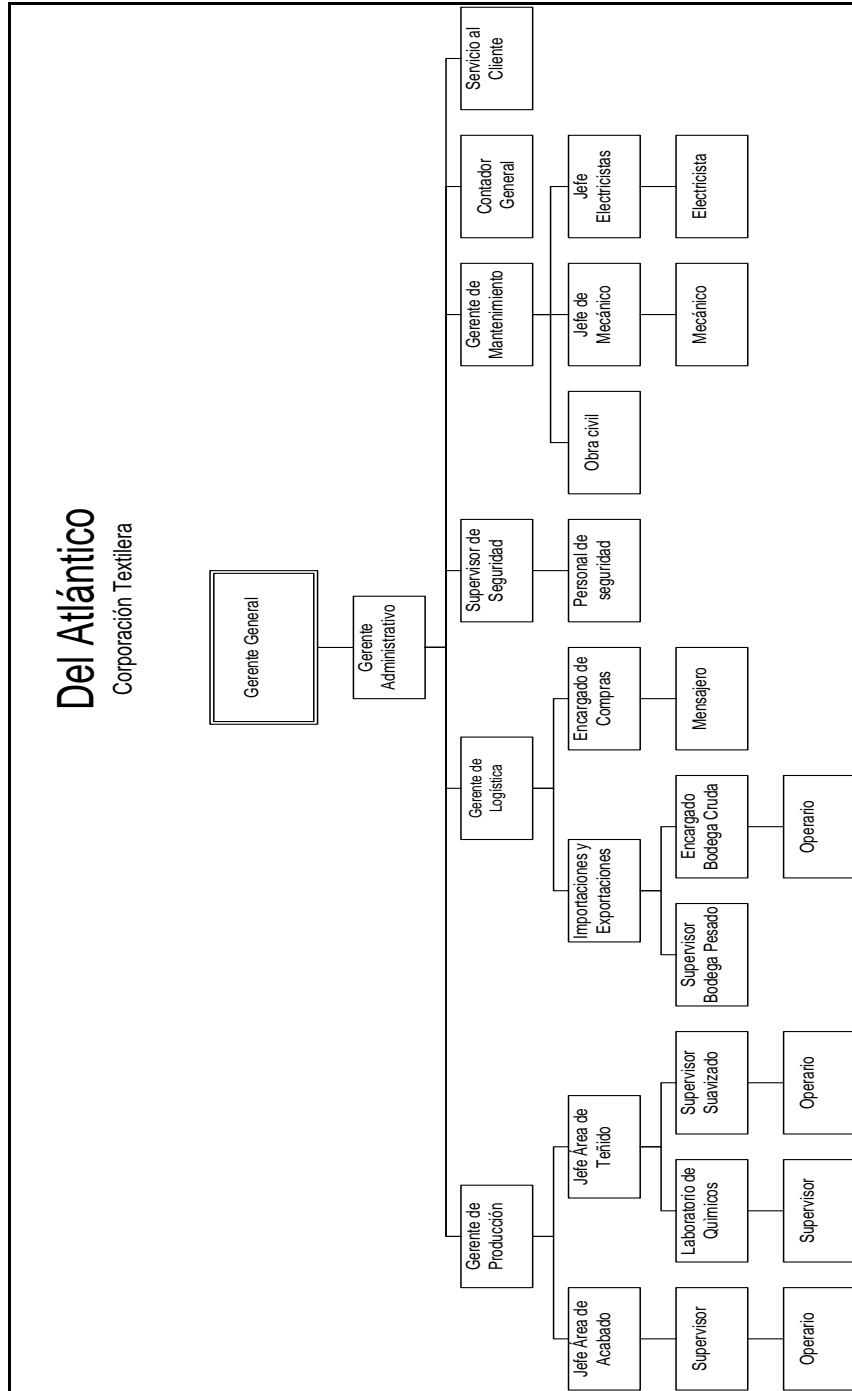 Del Atlántico
Corporación Textilera
Gerente General
Gerente
Administrativo
Gerente de
Producción
Gerente de
Logística
Supervisor de
Seguridad
Gerente de
Mantenimiento
Contador
General
Servicio al
Cliente
Jefe Área de
Acabado
Jefe Área de
Teñido
Importaciones y
Exportaciones
Encargado de
Compras
Personal de
seguridad
Obra civil
Jefe de
Mecánico
Jefe
Electricistas
Supervisor
Laboratorio de
Quìmicos
Supervisor
Suavizado
Supervisor
Bodega Pesado
Encargado
Bodega Cruda
Mensajero
Mecánico
Electricista
Operario
Supervisor
Operario
Operario